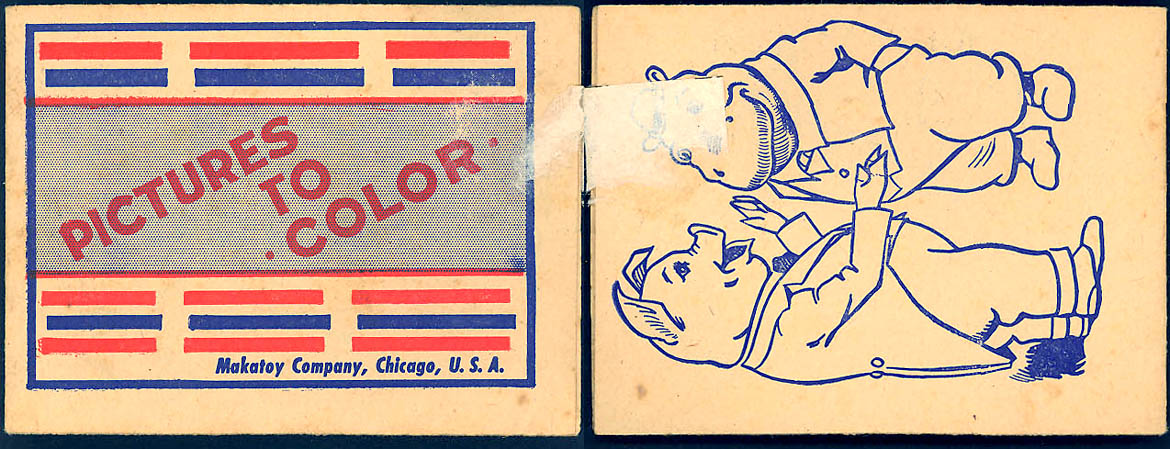 PICTURES
TO
COLOR
Makatoy Company, Chicago, U. S. A.